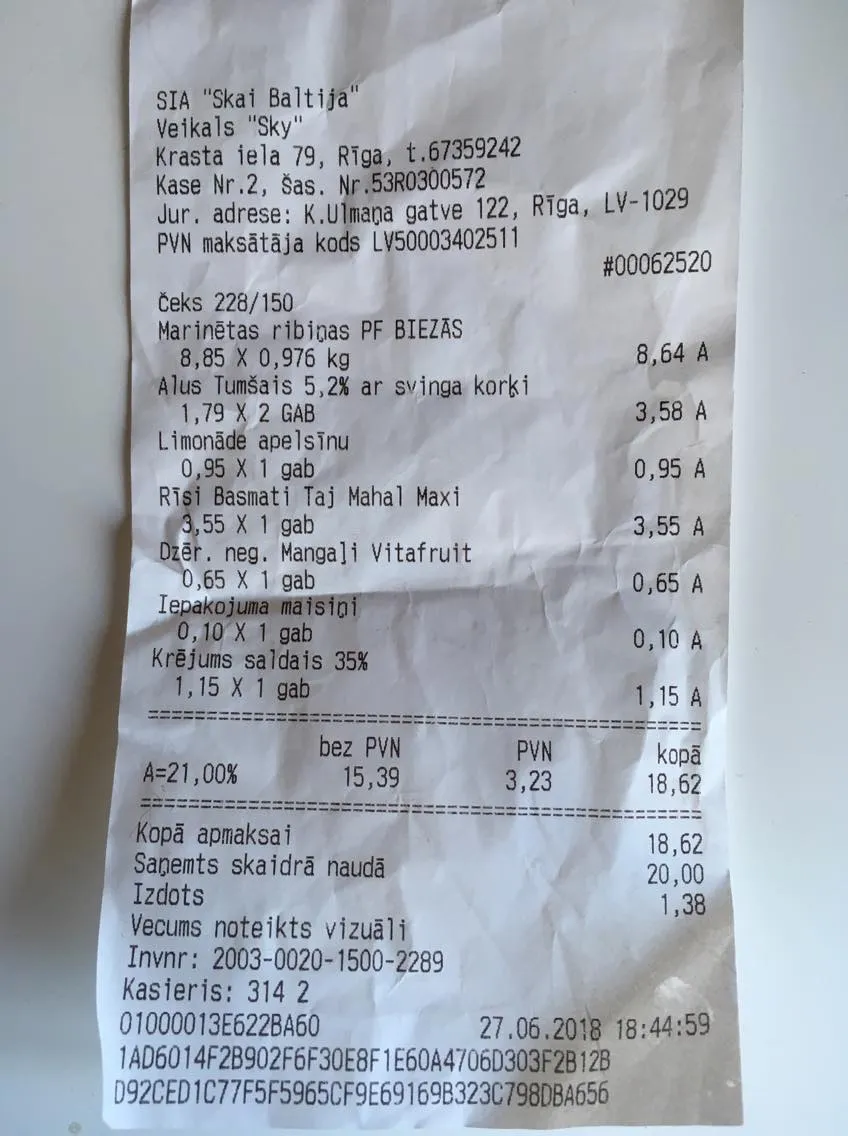 SIA "Skai Baltija"
Veikals "Sky"
Krasta iela 79, Rīga, t.67359242
Kase Nr.2, Šas. Nr.53R0300572
Jur. adrese: K.Ulmaņa gatve 122, Rīga, LV-1029
PVN maksātāja kods LV50003402511
#00062520
Čeks 228/150
Marinētas ribiņas PF BIEZĀS
8,85 X 0,976 kg 8,64 A
Alus Tumšais 5,2% ar svinga korķi
1,79 X 2 GAB 3,58 A
Limonāde apelsīnu
0,95 X 1 gab 0,95 A
Rīsi Basmati Taj Mahal Maxi
3,55 X 1 gab 3,55 A
Dzēr. neg. Mangaļi Vitafruit
0,65 X 1 gab 0,65 A
Iepakojuma maisiņi
0,10 X 1 gab 0,10 A
Krējums saldais 35%
1,15 X 1 gab 1,15 A
==========================================================
bez PVN PVN kopā
A=21,00% 15,39 3,23 18,62
==========================================================
Kopā apmaksai 18,62
Saņemts skaidrā naudā 20,00
Izdots 1,38
Vecums noteikts vizuāli
Invnr: 2003-0020-1500-2289
Kasieris: 314 2
01000013E622BA60 27.06.2018 18:44:59
1AD6014F2B902F6F30E8F1E60A4706D303F2B12B
D92CED1C77F5F5965CF9E69169B323C798DBA656